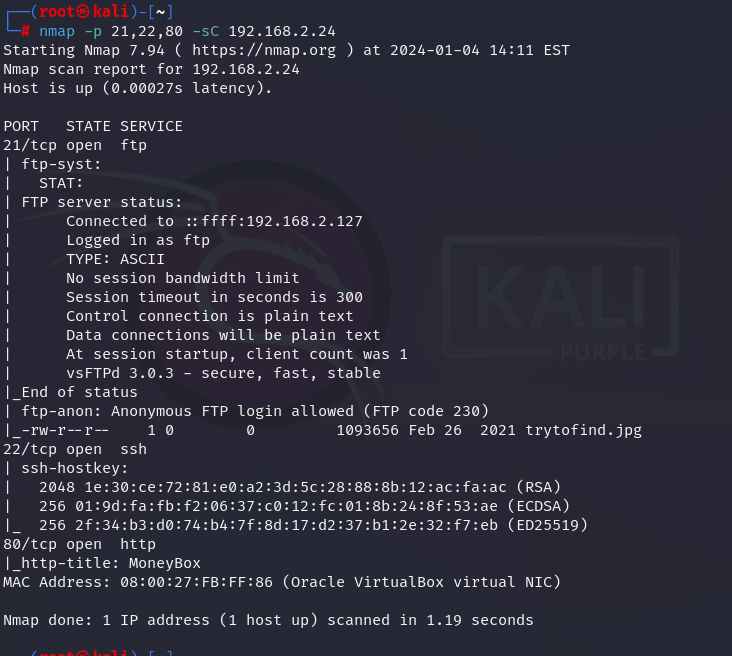 ┌──(root㉿kali)-[~]
└─# nmap -p 21,22,80 -sC 192.168.2.24
Starting Nmap 7.94 ( https://nmap.org ) at 2024-01-04 14:11 EST
Nmap scan report for 192.168.2.24
Host is up (0.00027s latency).

PORT   STATE SERVICE
21/tcp open  ftp
| ftp-syst:
|   STAT:
| FTP server status:
|      Connected to ::ffff:192.168.2.127
|      Logged in as ftp
|      TYPE: ASCII
|      No session bandwidth limit
|      Session timeout in seconds is 300
|      Control connection is plain text
|      Data connections will be plain text
|      At session startup, client count was 1
|      vsFTPd 3.0.3 - secure, fast, stable
|_End of status
| ftp-anon: Anonymous FTP login allowed (FTP code 230)
|_-rw-r--r--    1 0        0         1093656 Feb 26  2021 trytofind.jpg
22/tcp open  ssh
| ssh-hostkey:
|   2048 1e:30:ce:72:81:e0:a2:3d:5c:28:88:8b:12:ac:fa:ac (RSA)
|   256 01:9d:fa:fb:f2:06:37:c0:12:fc:01:8b:24:8f:53:ae (ECDSA)
|_  256 2f:34:b3:d0:74:b4:7f:8d:17:d2:37:b1:2e:32:f7:eb (ED25519)
80/tcp open  http
|_http-title: MoneyBox
MAC Address: 08:00:27:FB:FF:86 (Oracle VirtualBox virtual NIC)

Nmap done: 1 IP address (1 host up) scanned in 1.19 seconds
KALI
PURPLE
┌──(root㉿kali)-[~]